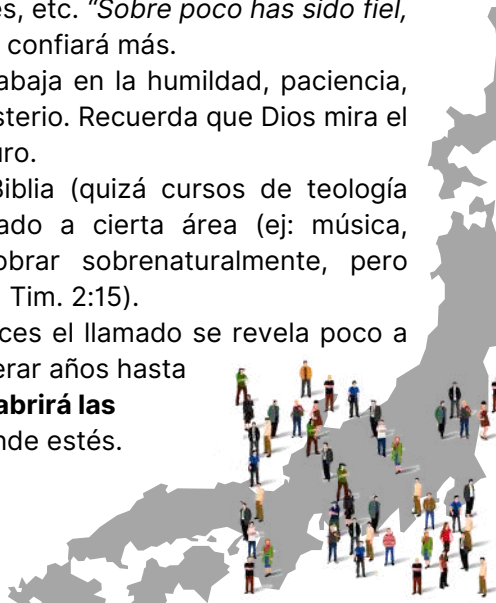 es, etc. “Sobre poco has sido fiel,
confiará más.
abaja en la humildad, paciencia,
sterio. Recuerda que Dios mira el
uro.
Biblia (quizá cursos de teología
ado a cierta área (ej: música,
obrar sobrenaturalmente, pero
Tim. 2:15).
ces el llamado se revela poco a
erar años hasta
abrirá las
nde estés.